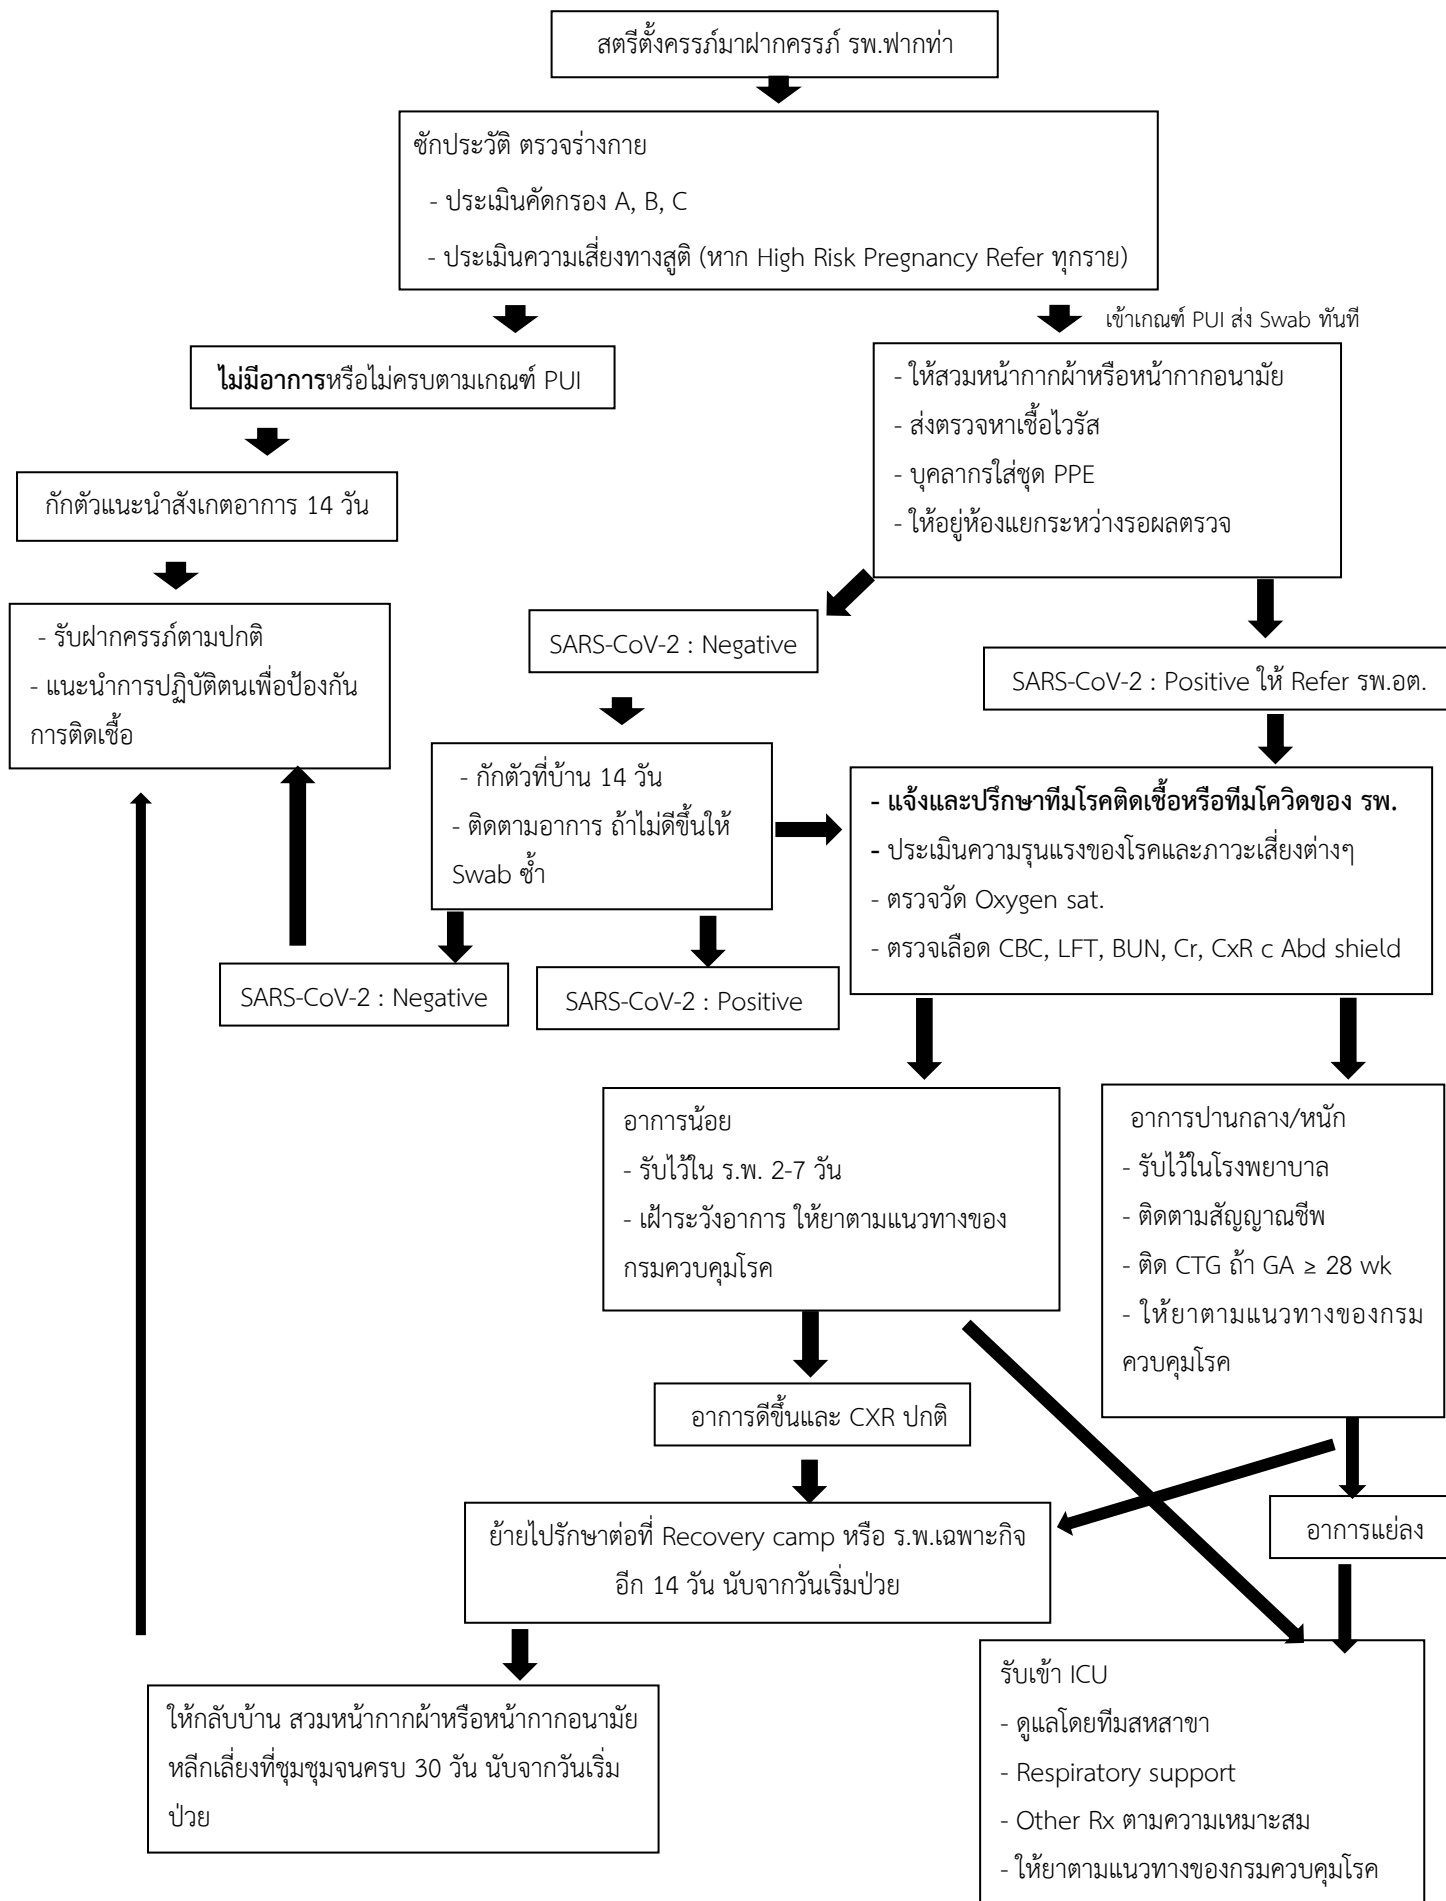 สตรีตั้งครรภ์มาฝากครรภ์ รพ.ฟากท่า
ซักประวัติ ตรวจร่างกาย
- ประเมินคัดกรอง A, B, C
- ประเมินความเสี่ยงทางสูติ (หาก High Risk Pregnancy Refer ทุกราย)
เข้าเกณฑ์ PUI ส่ง Swab ทันที
ไม่มีอาการหรือไม่ครบตามเกณฑ์ PUI
- ให้สวมหน้ากากผ้าหรือหน้ากากอนามัย
- ส่งตรวจหาเชื้อไวรัส
- บุคลากรใส่ชุด PPE
- ให้อยู่ห้องแยกระหว่างรอผลตรวจ
กักตัวแนะนำสังเกตอาการ 14 วัน
- รับฝากครรภ์ตามปกติ
- แนะนำการปฏิบัติตนเพื่อป้องกัน
การติดเชื้อ
SARS-CoV-2 : Negative
SARS-CoV-2 : Positive ให้ Refer รพ.อต.
- กักตัวที่บ้าน 14 วัน
- ติดตามอาการ ถ้าไม่ดีขึ้นให้
Swab ซ้ำ
- แจ้งและปรึกษาทีมโรคติดเชื้อหรือทีมโควิดของ รพ.
- ประเมินความรุนแรงของโรคและภาวะเสี่ยงต่างๆ
- ตรวจวัด Oxygen sat.
- ตรวจเลือด CBC, LFT, BUN, Cr, CxR c Abd shield
SARS-CoV-2 : Negative
SARS-CoV-2 : Positive
อาการน้อย
- รับไว้ใน ร.พ. 2-7 วัน
- เฝ้าระวังอาการ ให้ยาตามแนวทางของ
กรมควบคุมโรค
อาการปานกลาง/หนัก
- รับไว้ในโรงพยาบาล
- ติดตามสัญญาณชีพ
- ติด CTG ถ้า GA ≥ 28 wk
- ให้ยาตามแนวทางของกรม
ควบคุมโรค
อาการดีขึ้นและ CXR ปกติ
ย้ายไปรักษาต่อที่ Recovery camp หรือ ร.พ.เฉพาะกิจ
อีก 14 วัน นับจากวันเริ่มป่วย
อาการแย่ลง
ให้กลับบ้าน สวมหน้ากากผ้าหรือหน้ากากอนามัย
หลีกเลี่ยงที่ชุมชุมจนครบ 30 วัน นับจากวันเริ่ม
ป่วย
รับเข้า ICU
- ดูแลโดยทีมสหสาขา
- Respiratory support
- Other Rx ตามความเหมาะสม
- ให้ยาตามแนวทางของกรมควบคุมโรค